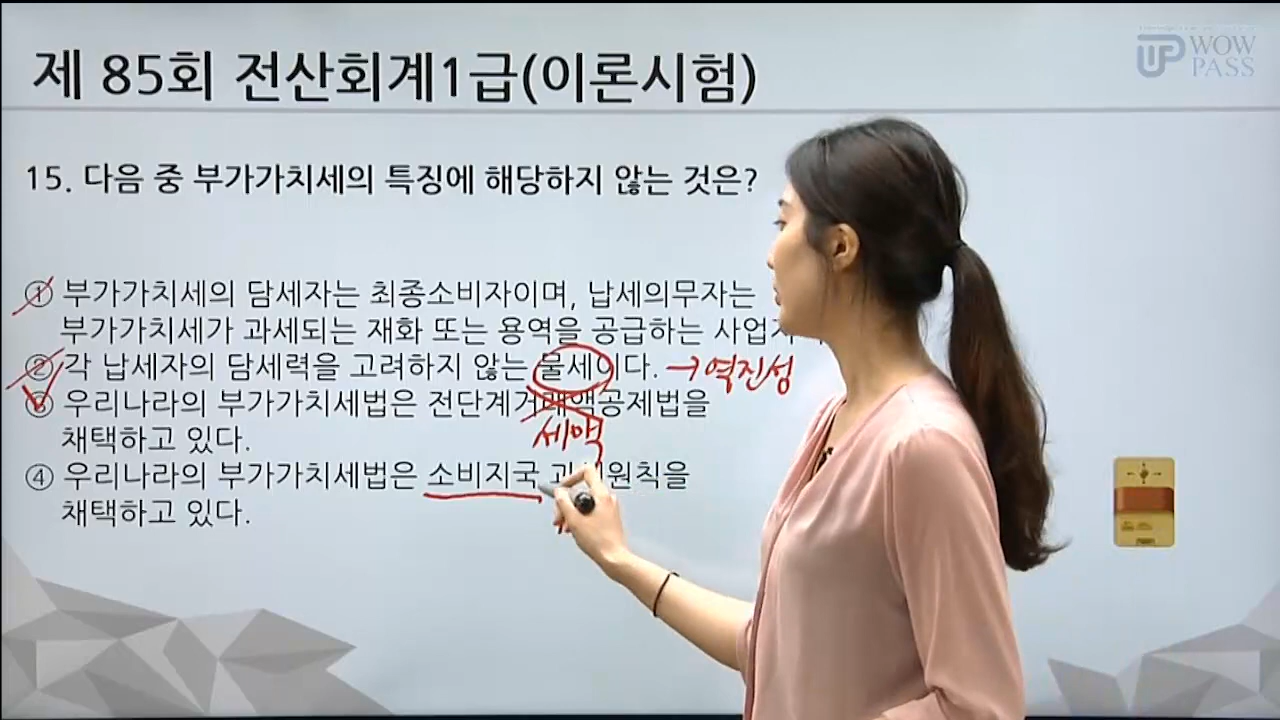 제 85회 전산회계1급(이론시험)
UP WOW
PASS
15. 다음 중 부가가치세의 특징에 해당하지 않는 것은?
① 부가가치세의 담세자는 최종소비자이며, 납세의무자는
부가가치세가 과세되는 재화 또는 용역을 공급하는
② 각 납세자의 담세력을 고려하지 않는 물세이다. → 역진성
③ 우리나라의 부가가치세법은 전단계거래액공제법을
세액
채택하고 있다.
④ 우리나라의 부가가치세법은 소비지국 과세원칙을
채택하고 있다.